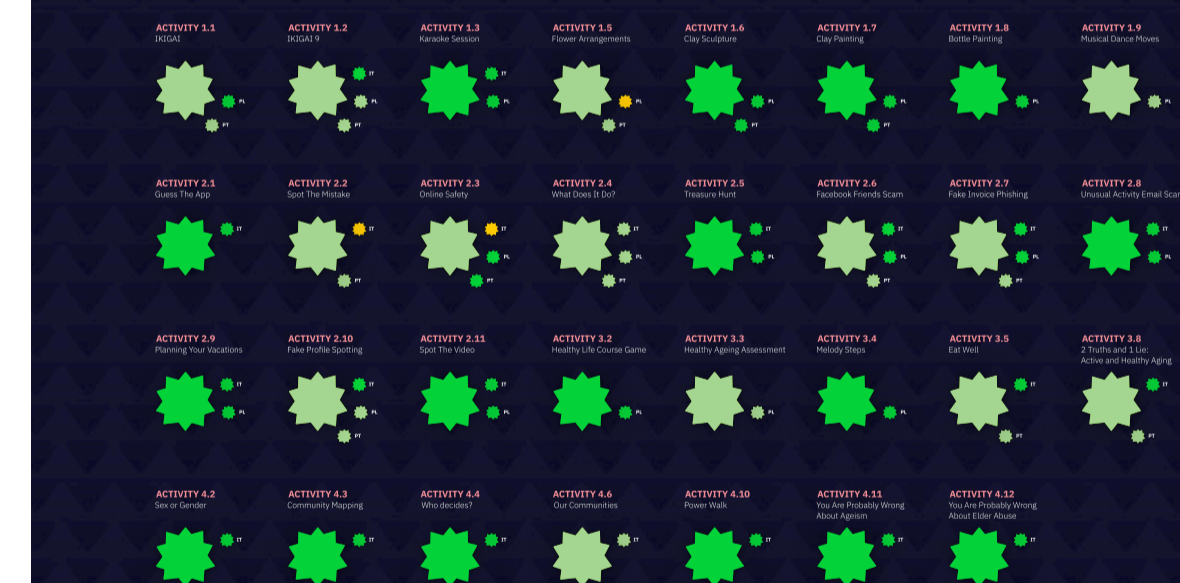 ACTIVITY 1.1
IKIGAI
PL
PT
ACTIVITY 1.2
IKIGAI 9
IT
PL
PT
ACTIVITY 1.3
Karaoke Session
IT
PL
ACTIVITY 1.5
Flower Arrangements
PL
PT
ACTIVITY 1.6
Clay Sculpture
PL
PT
ACTIVITY 1.7
Clay Painting
PL
PT
ACTIVITY 1.8
Bottle Painting
PL
ACTIVITY 1.9
Musical Dance Moves
PL
ACTIVITY 2.1
Guess The App
IT
ACTIVITY 2.2
Spot The Mistake
IT
PT
ACTIVITY 2.3
Online Safety
IT
PL
PT
ACTIVITY 2.4
What Does It Do?
IT
PL
PT
ACTIVITY 2.5
Treasure Hunt
IT
PL
ACTIVITY 2.6
Facebook Friends Scam
IT
PL
PT
ACTIVITY 2.7
Fake Invoice Phishing
IT
PL
PT
ACTIVITY 2.8
Unusual Activity Email
IT
PL
ACTIVITY 2.9
Planning Your Vacations
IT
PL
ACTIVITY 2.10
Fake Profile Spotting
IT
PL
PT
ACTIVITY 2.11
Spot The Video
IT
PL
ACTIVITY 3.2
Healthy Life Course Game
PL
ACTIVITY 3.3
Healthy Ageing Assessment
PL
ACTIVITY 3.4
Melody Steps
PL
ACTIVITY 3.5
Eat Well
IT
PT
ACTIVITY 3.8
2 Truths and 1 Lie:
Active and Healthy Aging
IT
PT
ACTIVITY 4.2
Sex or Gender
IT
ACTIVITY 4.3
Community Mapping
IT
ACTIVITY 4.4
Who decides?
IT
ACTIVITY 4.6
Our Communities
IT
ACTIVITY 4.10
Power Walk
IT
ACTIVITY 4.11
You Are Probably Wrong
About Ageism
IT
ACTIVITY 4.12
You Are Probably Wrong
About Elder Abuse
IT